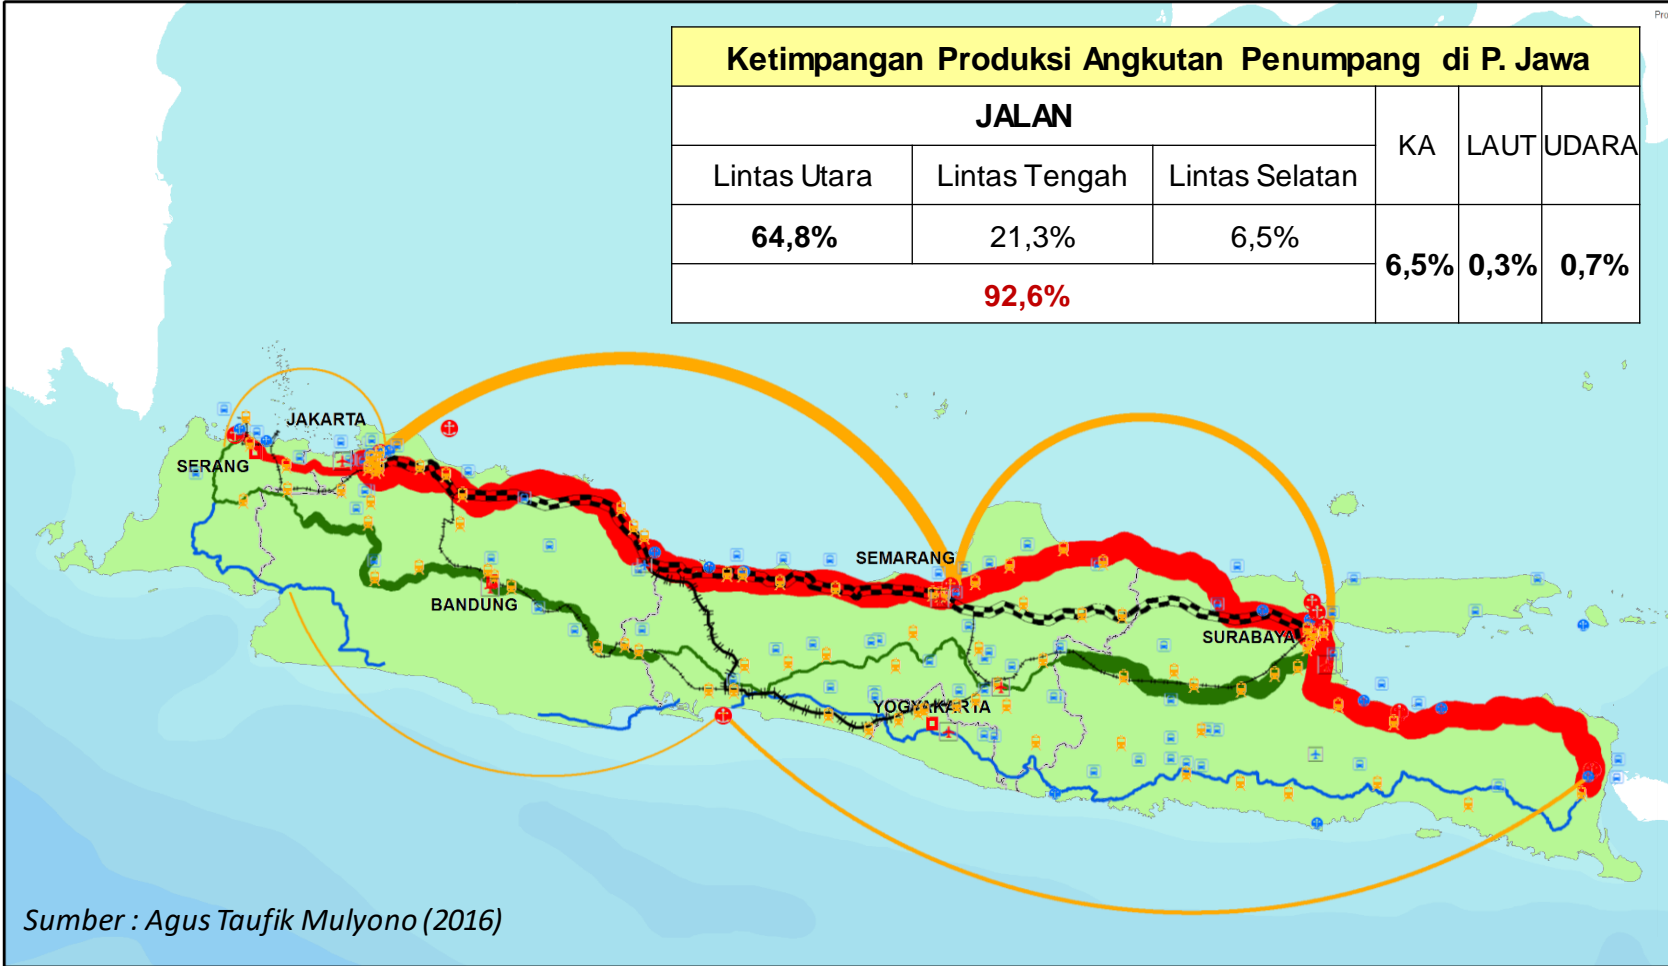 Pro
Ketimpangan Produksi Angkutan Penumpang di P. Jawa
JALAN
KA
LAUT
UDARA
Lintas Utara
Lintas Tengah
Lintas Selatan
64,8%
21,3%
6,5%
6,5%
0,3%
0,7%
92,6%
JAKARTA
SERANG
SEMARANG
BANDUNG
SURABAYA
YOGYAKARTA
Sumber : Agus Taufik Mulyono (2016)